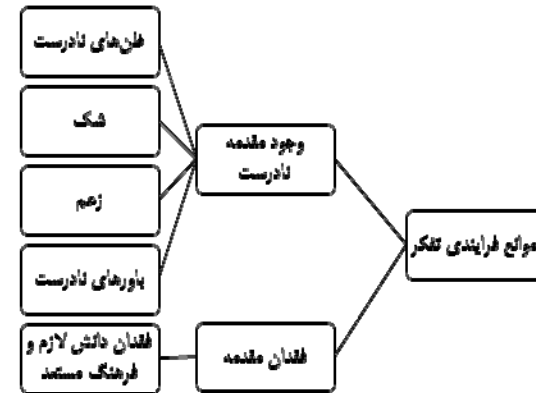 موانع فرایندی تفکر
وجود مقدمه
نادرست
ظن‌های نادرست
شک
زعم
باورهای نادرست
فقدان مقدمه
فقدان دانش لازم و
فرهنگ مستعد